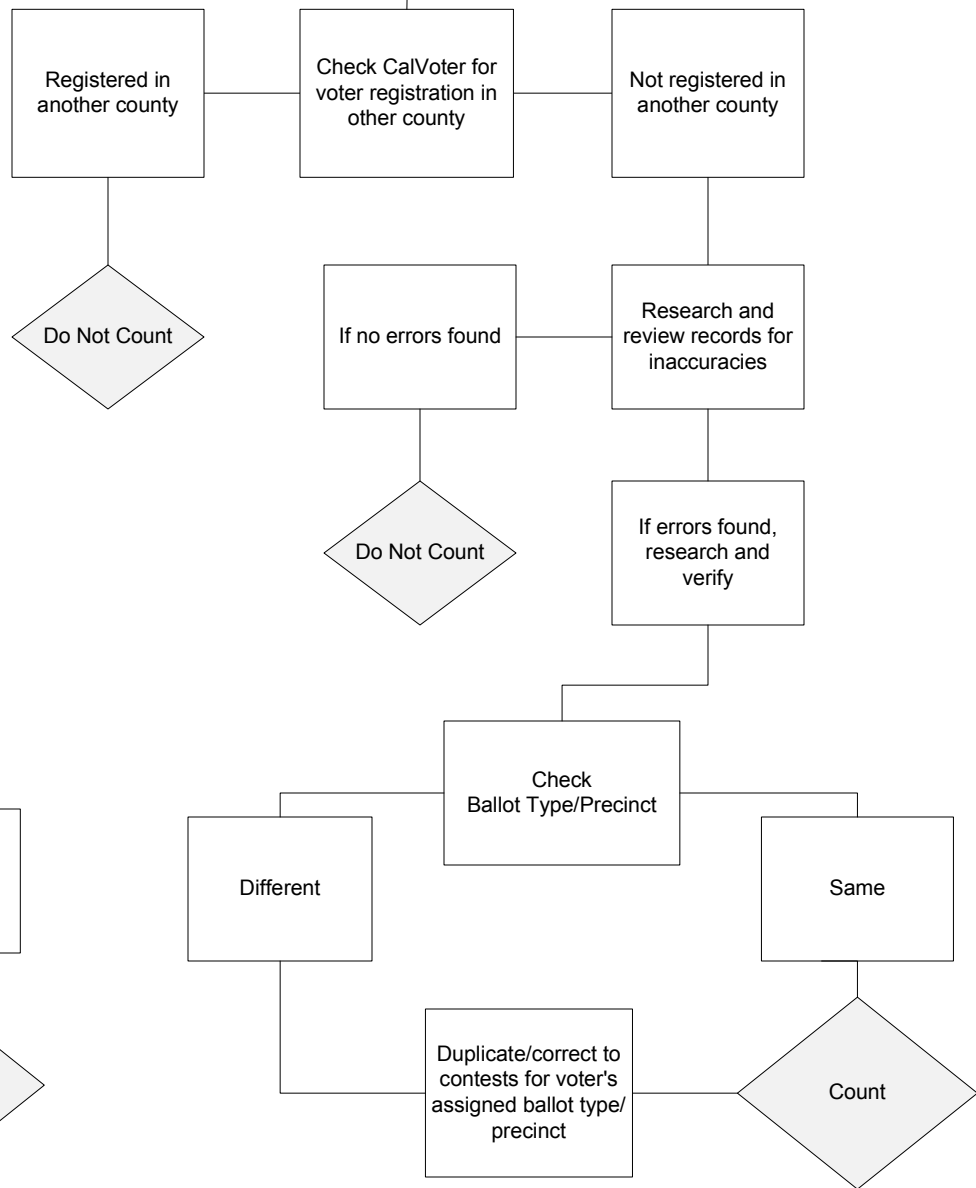 Registered in
another county
Check CalVoter for
voter registration in
other county
Not registered in
another county
Do Not Count
If no errors found
Research and
review records for
inaccuracies
Do Not Count
If errors found,
research and
verify
Check
Ballot Type/Precinct
Different
Same
Duplicate/correct to
contests for voter's
assigned ballot type/
precinct
Count